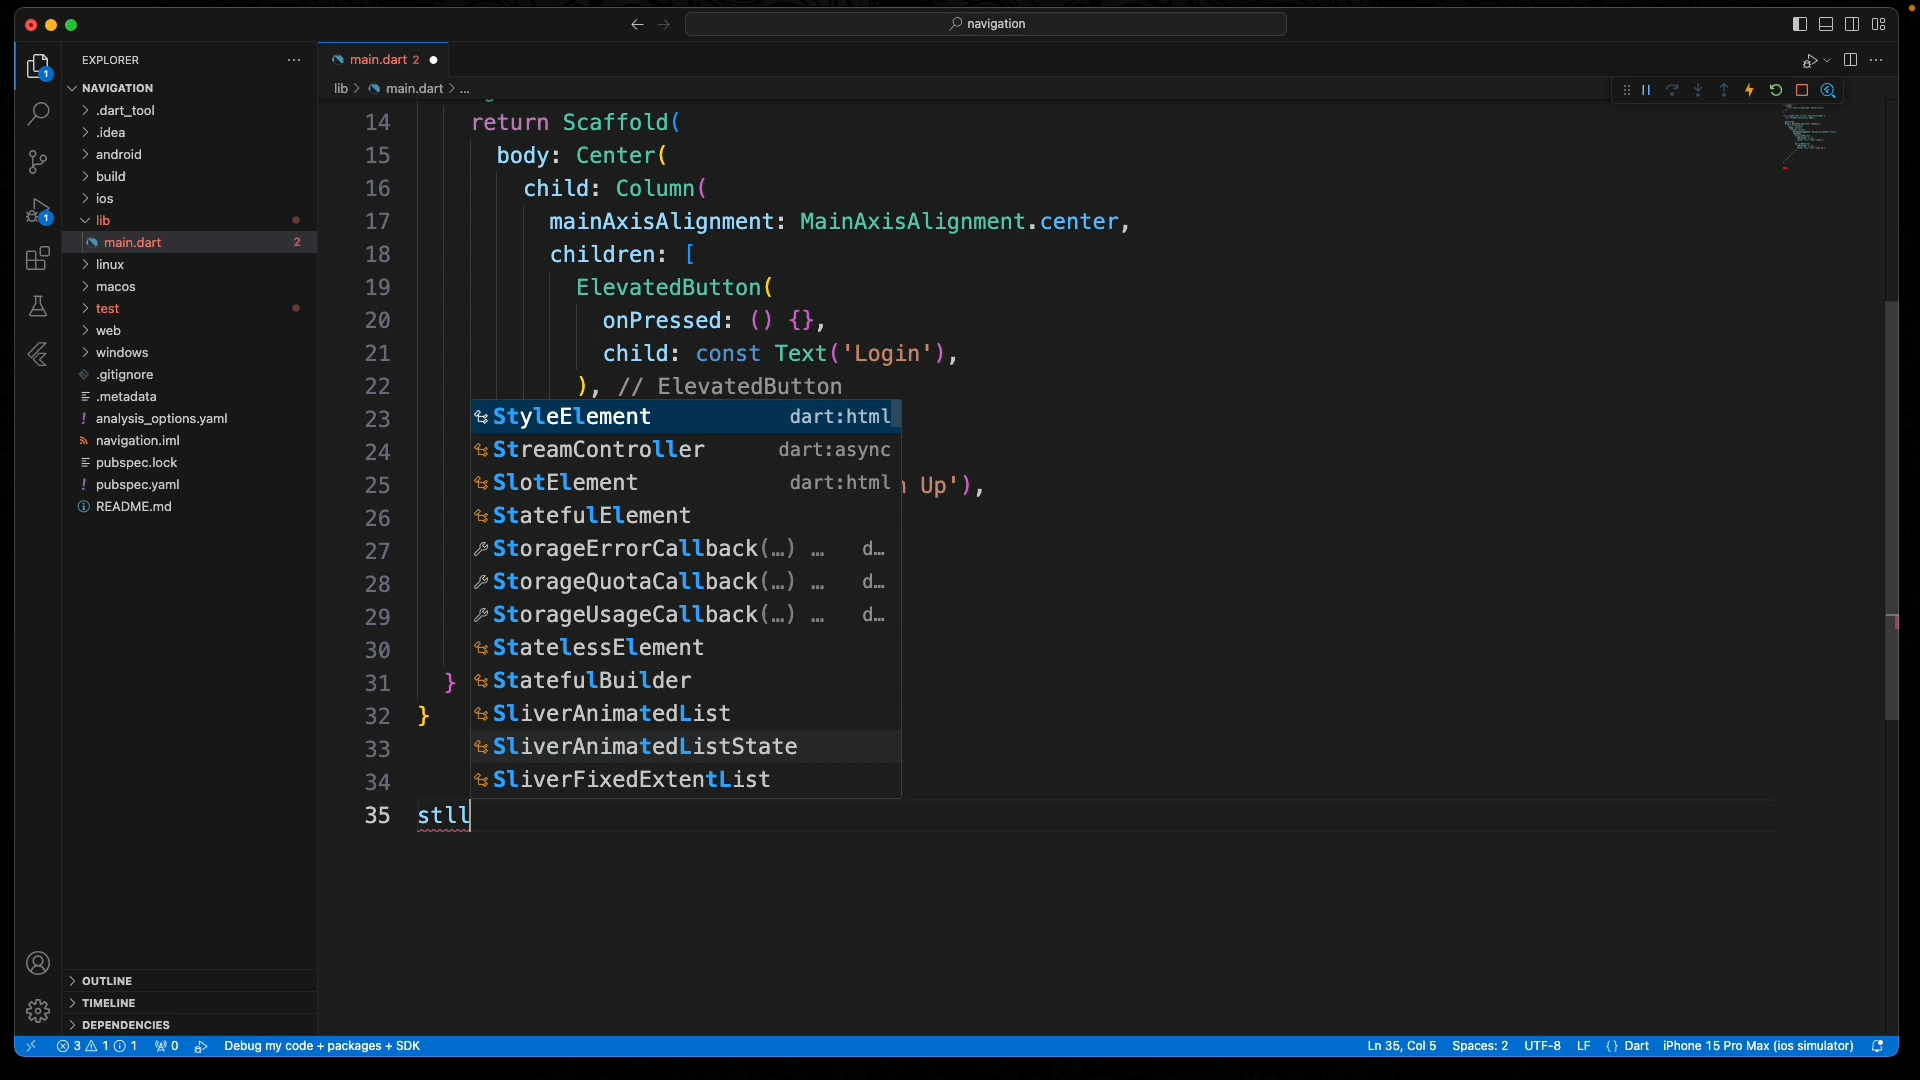 navigation
EXPLORER
main.dart 2
NAVIGATION
lib > main.dart > ...
.dart_tool
.idea
android
build
ios
lib
main.dart 2
linux
macos
test
web
windows
.gitignore
.metadata
analysis_options.yaml
navigation.iml
pubspec.lock
pubspec.yaml
README.md
OUTLINE
TIMELINE
DEPENDENCIES
1
1
14 return Scaffold(
15 body: Center(
16 child: Column(
17 mainAxisAlignment: MainAxisAlignment.center,
18 children: [
19 ElevatedButton(
20 onPressed: () {},
21 child: const Text('Login'),
22 ), // ElevatedButton
23
24
25 Up'),
26
27
28
29
30
31 }
32 }
33
34
35 stll
StyleElement dart:html
StreamController dart:async
SlotElement dart:html
StatefulElement
StorageErrorCallback(…) … d…
StorageQuotaCallback(…) … d…
StorageUsageCallback(…) … d…
StatelessElement
StatefulBuilder
SliverAnimatedList
SliverAnimatedListState
SliverFixedExtentList
3 1 1 0 Debug my code + packages + SDK
Ln 35, Col 5 Spaces: 2 UTF-8 LF {} Dart iPhone 15 Pro Max (ios simulator)